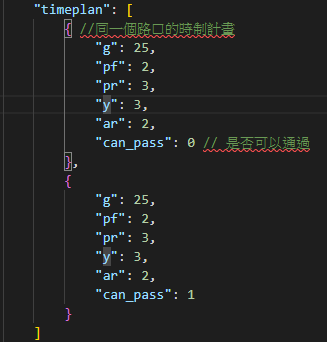 "timeplan": [
{ //同一個路口的時制計畫
"g": 25,
"pf": 2,
"pr": 3,
"y": 3,
"ar": 2,
"can_pass": 0 // 是否可以通過
},
{
"g": 25,
"pf": 2,
"pr": 3,
"y": 3,
"ar": 2,
"can_pass": 1
}
]